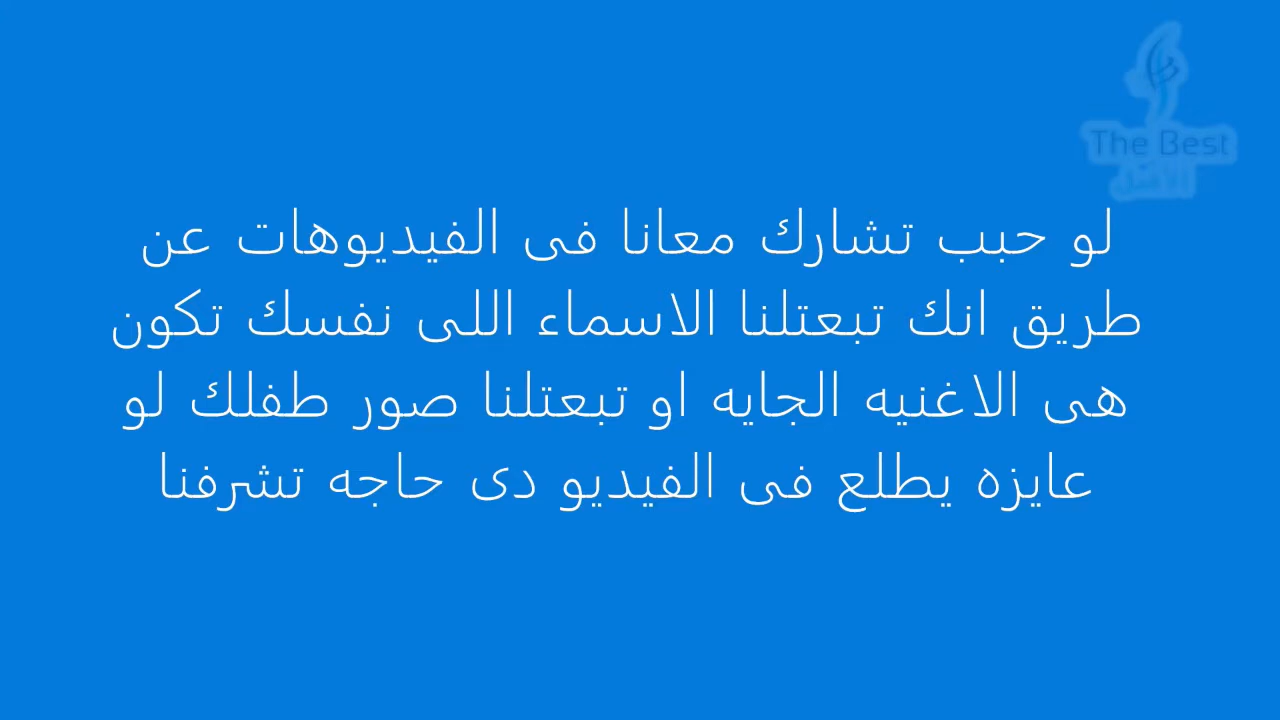 The Best
لو حبب تشارك معانا فى الفيديوهات عن
طريق انك تبعتلنا الاسماء اللى نفسك تكون
هى الاغنيه الجايه او تبعتلنا صور طفلك لو
عايزه يطلع فى الفيديو دى حاجه تشرفنا